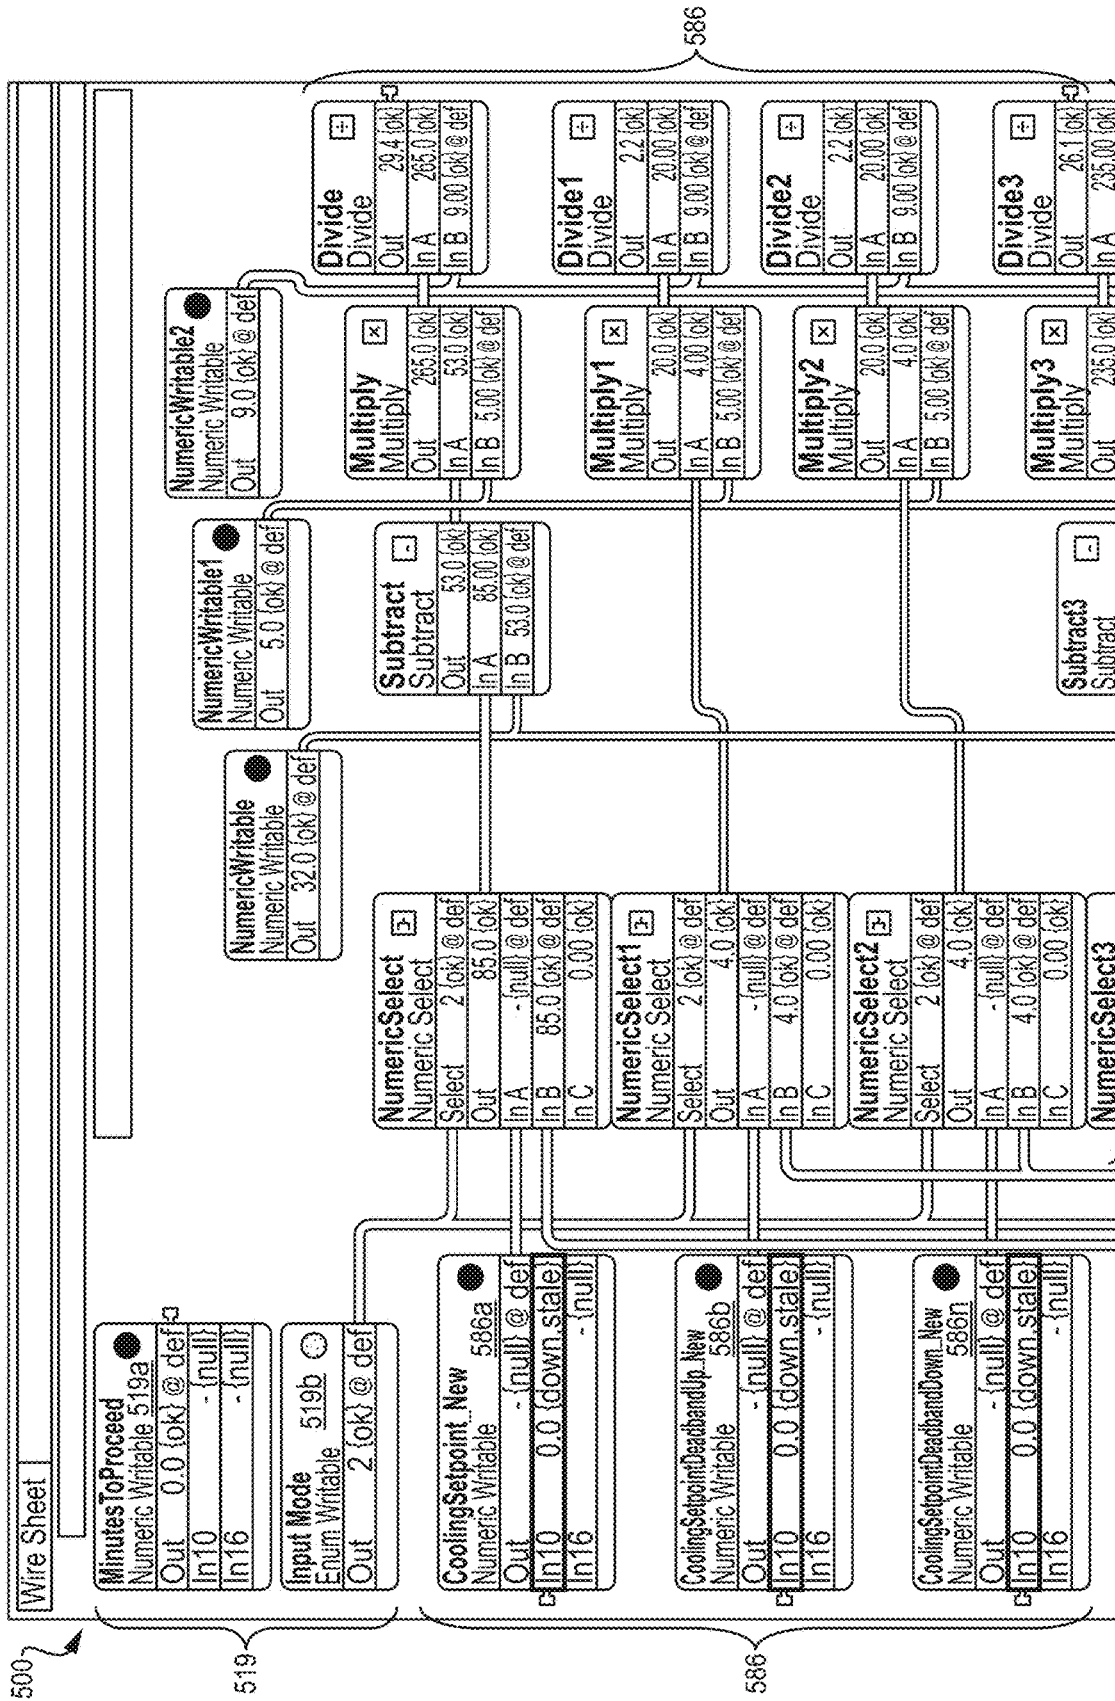 500
Wire Sheet
519
MinutesToProceed
Numeric Writable 519a
Out 0.0 {ok} @ def
In10 - {null}
In16 - {null}
Input Mode
Enum Writable 519b
Out 2 {ok} @ def
586
CoolingSetpoint_New
Numeric Writable 586a
Out - {null} @ def
In10 0.0 {down.stale}
In16 - {null}
CoolingSetpointDeadbandUp_New
Numeric Writable 586b
Out - {null} @ def
In10 0.0 {down.stale}
In16 - {null}
CoolingSetpointDeadbandDown_New
Numeric Writable 586n
Out - {null} @ def
In10 0.0 {down.stale}
In16 - {null}
NumericSelect
Numeric Select
Select 2 {ok} @ def
Out 85.0 {ok}
In A - {null} @ def
In B 85.0 {ok} @ def
In C 0.00 {ok}
NumericSelect1
Numeric Select
Select 2 {ok} @ def
Out 4.0 {ok}
In A - {null} @ def
In B 4.0 {ok} @ def
In C 0.00 {ok}
NumericSelect2
Numeric Select
Select 2 {ok} @ def
Out 4.0 {ok}
In A - {null} @ def
In B 4.0 {ok} @ def
In C 0.00 {ok}
NumericSelect3
NumericWritable
Numeric Writable
Out 32.0 {ok} @ def
NumericWritable1
Numeric Writable
Out 5.0 {ok} @ def
NumericWritable2
Numeric Writable
Out 9.0 {ok} @ def
Subtract -
Subtract
Out 53.0 {ok}
In A 85.00 {ok}
In B 53.0 {ok} @ def
Subtract3 -
Subtract
Multiply ×
Multiply
Out 265.0 {ok}
In A 53.0 {ok}
In B 5.00 {ok} @ def
Multiply1 ×
Multiply
Out 20.0 {ok}
In A 4.00 {ok}
In B 5.00 {ok} @ def
Multiply2 ×
Multiply
Out 20.0 {ok}
In A 4.0 {ok}
In B 5.00 {ok} @ def
Multiply3 ×
Multiply
Out 235.0 {ok}
Divide ÷
Divide
Out 29.4 {ok}
In A 265.0 {ok}
In B 9.00 {ok} @ def
Divide1 ÷
Divide
Out 2.2 {ok}
In A 20.00 {ok}
In B 9.00 {ok} @ def
Divide2 ÷
Divide
Out 2.2 {ok}
In A 20.00 {ok}
In B 9.00 {ok} @ def
Divide3 ÷
Divide
Out 26.1 {ok}
In A 235.00 {ok}
586